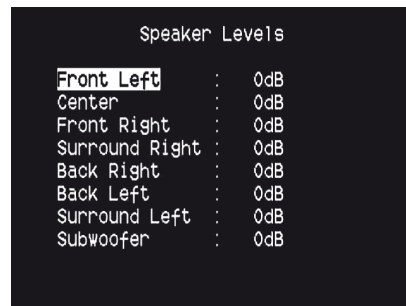 Speaker Levels
Front Left : 0dB
Center : 0dB
Front Right : 0dB
Surround Right : 0dB
Back Right : 0dB
Back Left : 0dB
Surround Left : 0dB
Subwoofer : 0dB